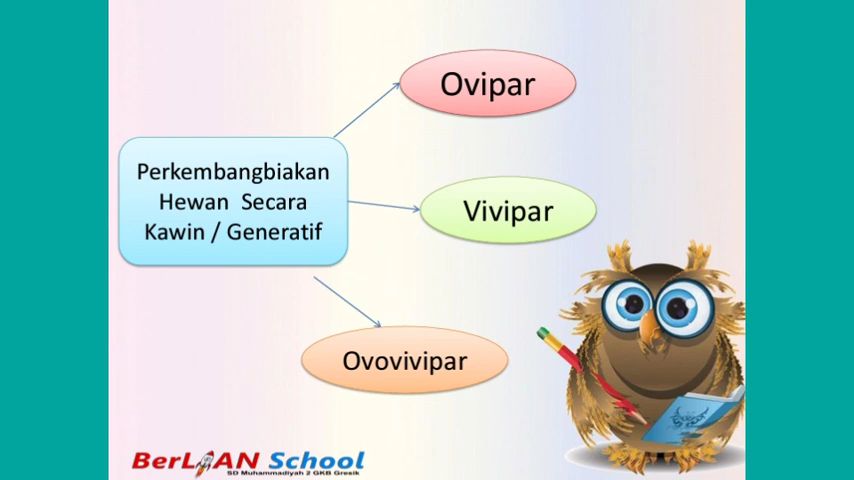 Ovipar
Perkembangbiakan
Hewan Secara
Kawin / Generatif
Vivipar
Ovovivipar
BerLIAN School
SD Muhammadiyah 2 GKB Gresik